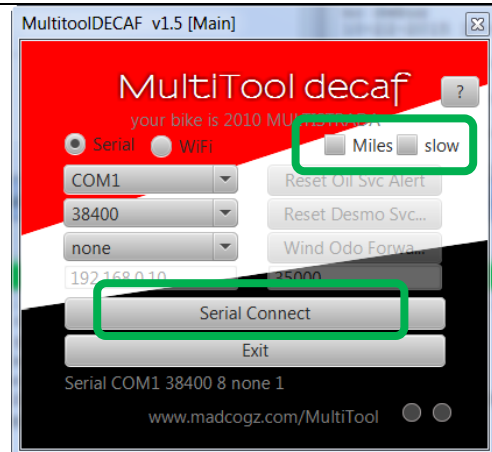 MultitoolDECAF v1.5 [Main]
MultiTool decaf
?
your bike is 2010 MULTISTRADA
Serial WiFi Miles slow
COM1 Reset Oil Svc Alert
38400 Reset Desmo Svc...
none Wind Odo Forwa...
192.168.0.10 35000
Serial Connect
Exit
Serial COM1 38400 8 none 1
www.madcogz.com/MultiTool